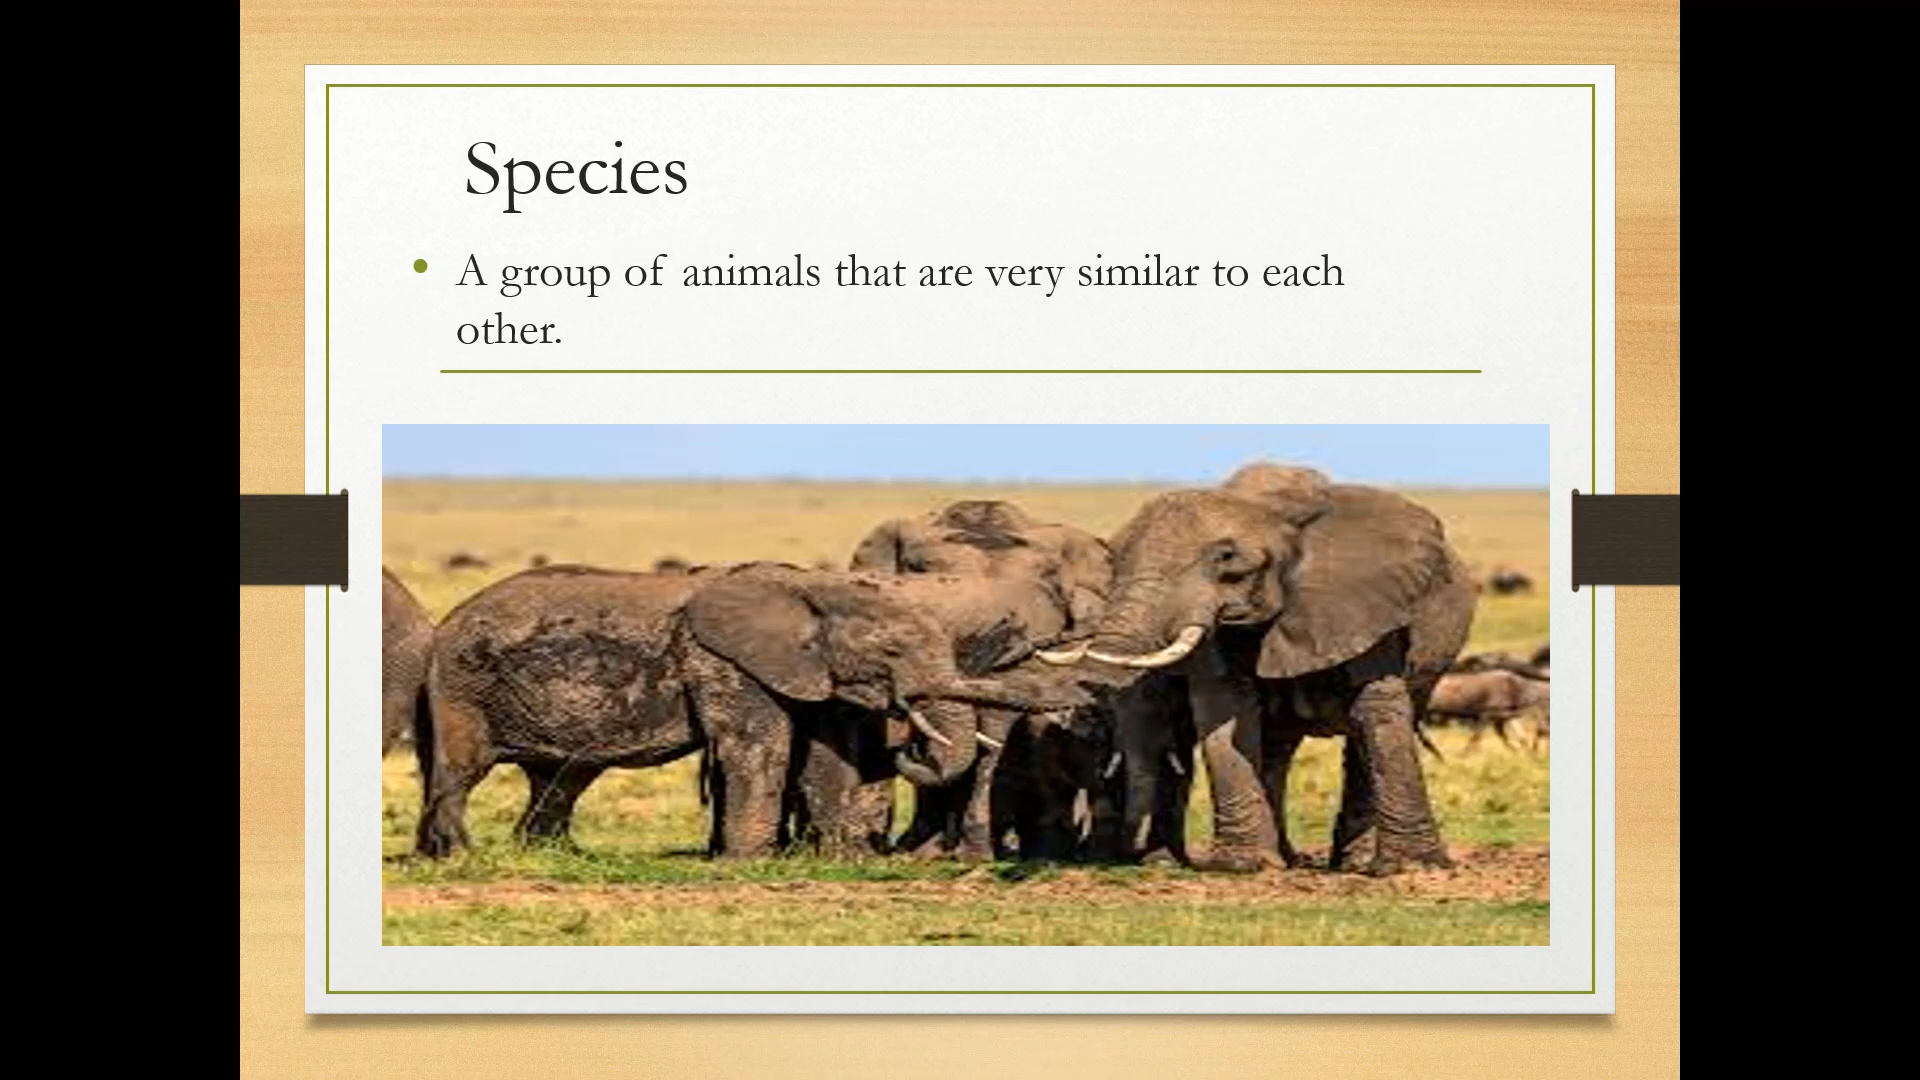 Species
• A group of animals that are very similar to each
other.